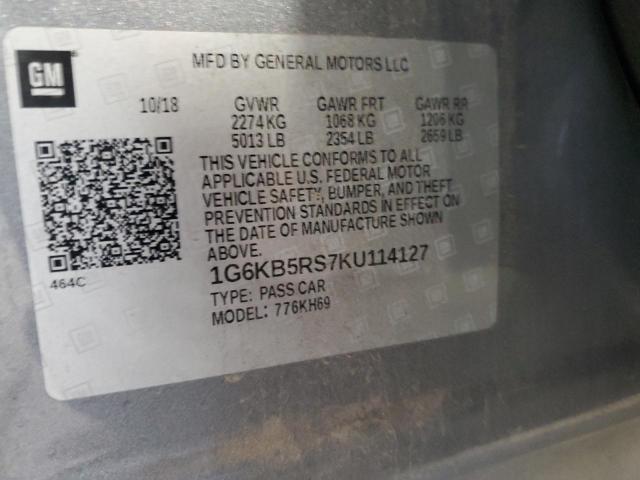 GM
MFD BY GENERAL MOTORS LLC
10/18 GVWR GAWR FRT GAWR RR
2274 KG 1068 KG 1206 KG
5013 LB 2354 LB 2659 LB
THIS VEHICLE CONFORMS TO ALL
APPLICABLE U.S. FEDERAL MOTOR
VEHICLE SAFETY, BUMPER, AND THEFT
PREVENTION STANDARDS IN EFFECT ON
THE DATE OF MANUFACTURE SHOWN
ABOVE.
1G6KB5RS7KU114127
464C
TYPE: PASS CAR
MODEL: 776KH69